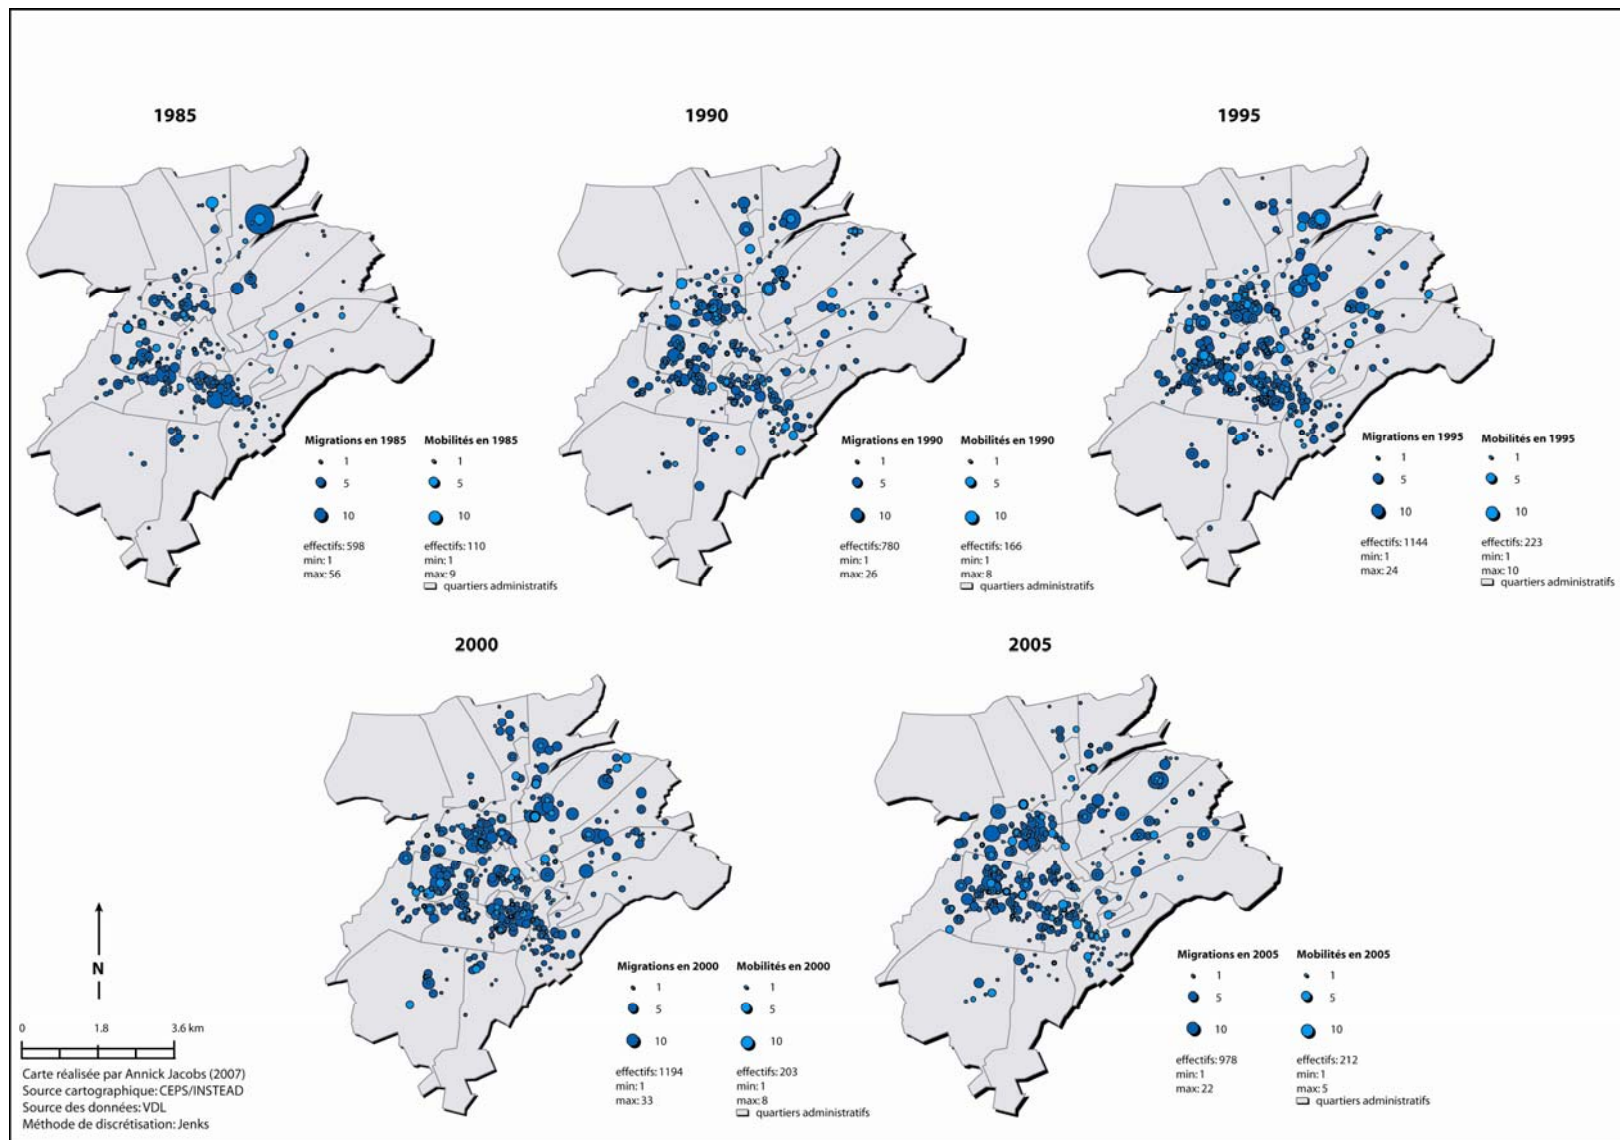 1985
1990
1995
Migrations en 1985 Mobilités en 1985
1 1
5 5
10 10
effectifs: 598 effectifs: 110
min: 1 min: 1
max: 56 max: 9
quartiers administratifs
Migrations en 1990 Mobilités en 1990
1 1
5 5
10 10
effectifs:780 effectifs: 166
min: 1 min: 1
max: 26 max: 8
quartiers administratifs
Migrations en 1995 Mobilités en 1995
1 1
5 5
10 10
effectifs: 1144 effectifs: 223
min: 1 min: 1
max: 24 max: 10
quartiers administratifs
2000
2005
Migrations en 2000 Mobilités en 2000
1 1
5 5
10 10
effectifs: 1194 effectifs: 203
min: 1 min: 1
max: 33 max: 8
quartiers administratifs
Migrations en 2005 Mobilités en 2005
1 1
5 5
10 10
effectifs: 978 effectifs: 212
min: 1 min: 1
max: 22 max: 5
quartiers administratifs
N
0 1.8 3.6 km
Carte réalisée par Annick Jacobs (2007)
Source cartographique: CEPS/INSTEAD
Source des données: VDL
Méthode de discrétisation: Jenks